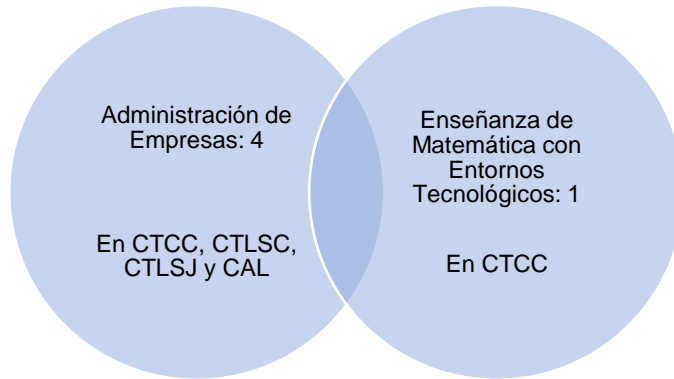 Administración de
Empresas: 4
En CTCC, CTLSC,
CTLSJ y CAL
Enseñanza de
Matemática con
Entornos
Tecnológicos: 1
En CTCC